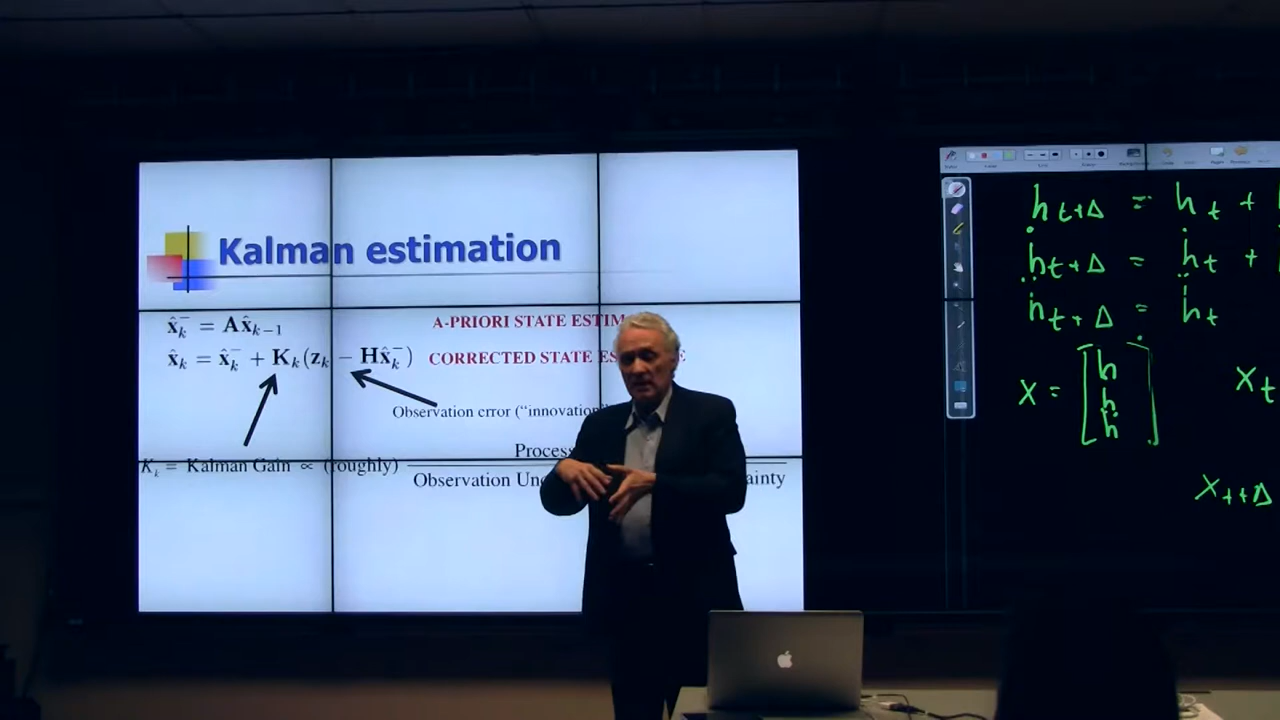 Kalman estimation
x̂ₖ⁻ = Ax̂ₖ₋₁
A-PRIORI STATE ESTIM
x̂ₖ = x̂ₖ⁻ + Kₖ(zₖ − Hx̂ₖ⁻)
CORRECTED STATE ES E
Observation error ("innovation
Kₖ = Kalman Gain ∝ (roughly)
Process
Observation Un ainty
h t+Δ = h t +
ḣ t+Δ = ḣ t +
ḧ t+Δ = ḧ t
X = [h ḣ ḧ]
X t
X t+Δ